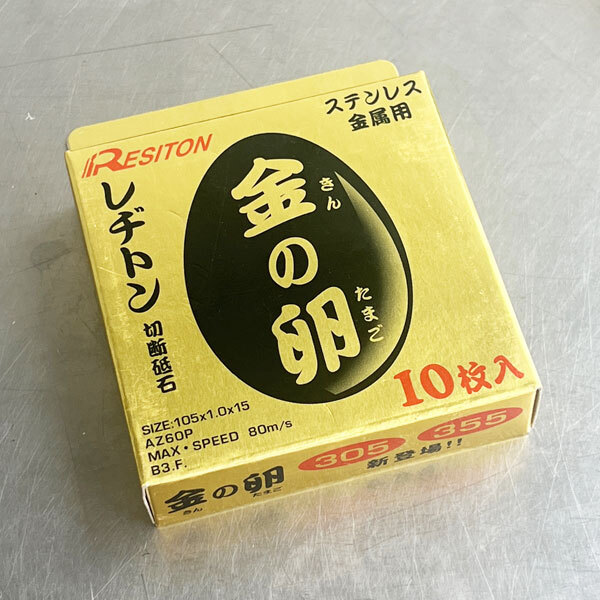 RESITON
ステンレス
金属用
レヂトン
切断砥石
金の卵
きん
たまご
10枚入
SIZE:105x1.0x15
AZ60P
MAX・SPEED 80m/s
B3.F.
金の卵
きん
たまご
305
355
新登場!!